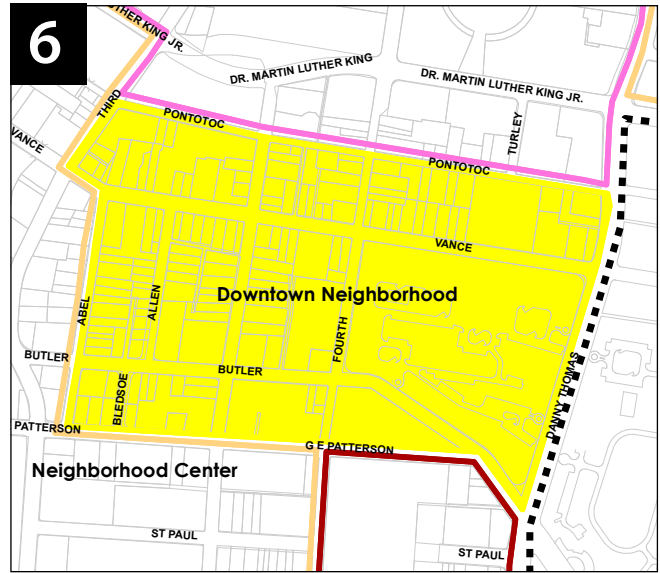 6
THER KING JR.
DR. MARTIN LUTHER KING
DR. MARTIN LUTHER KING JR.
THIRD
PONTOTOC
TURLEY
VANCE
PONTOTOC
VANCE
Downtown Neighborhood
ABEL
ALLEN
FOURTH
BUTLER
BUTLER
BLEDSOE
DANNY THOMAS
PATTERSON
G E PATTERSON
Neighborhood Center
ST PAUL
ST PAUL